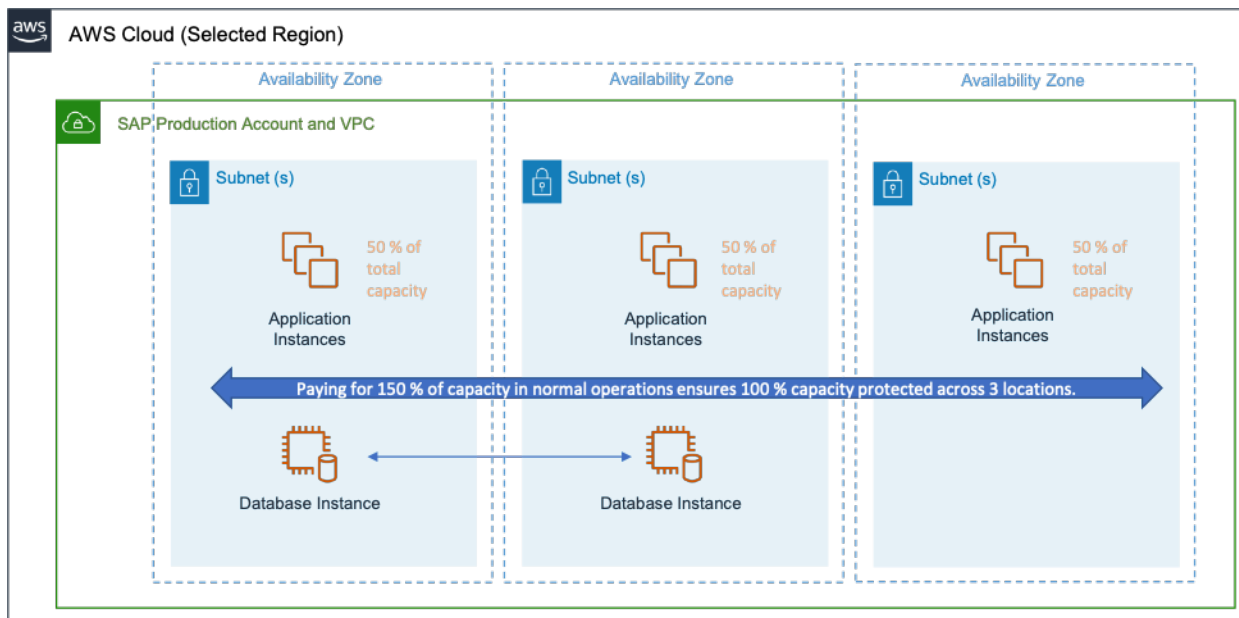 aws
AWS Cloud (Selected Region)
Availability Zone
Availability Zone
Availability Zone
SAP Production Account and VPC
Subnet (s)
Subnet (s)
Subnet (s)
50 % of
total
capacity
Application
Instances
50 % of
total
capacity
Application
Instances
50 % of
total
capacity
Application
Instances
Paying for 150 % of capacity in normal operations ensures 100 % capacity protected across 3 locations.
Database Instance
Database Instance